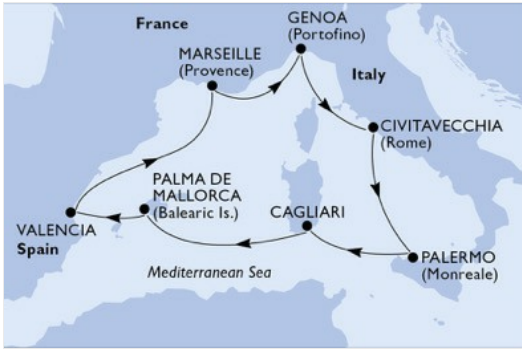 France
GENOA
(Portofino)
MARSEILLE
(Provence)
Italy
CIVITAVECCHIA
(Rome)
PALMA DE
MALLORCA
(Balearic Is.)
CAGLIARI
VALENCIA
Spain
PALERMO
(Monreale)
Mediterranean Sea